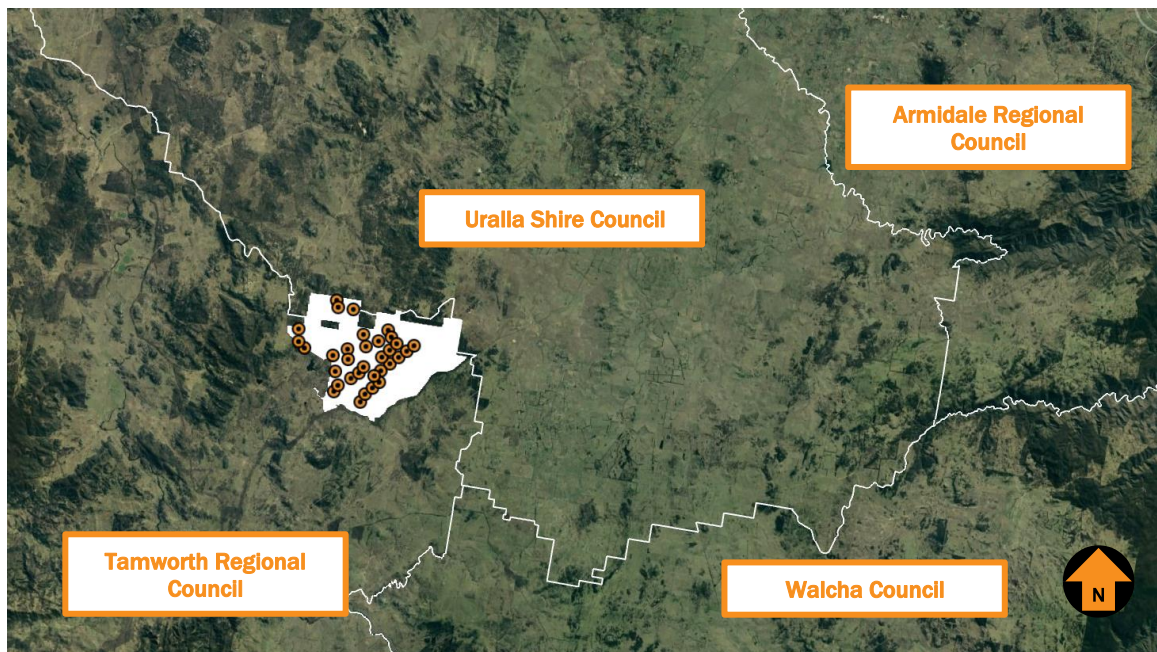 Armidale Regional
Council
Uralla Shire Council
Tamworth Regional
Council
Walcha Council
N